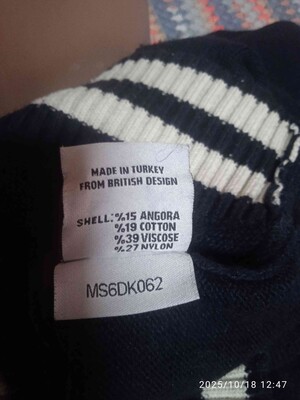 MADE IN TURKEY
FROM BRITISH DESIGN
SHELL: %15 ANGORA
%19 COTTON
%39 VISCOSE
%27 NYLON
MS6DK062
2025/10/18 12:47